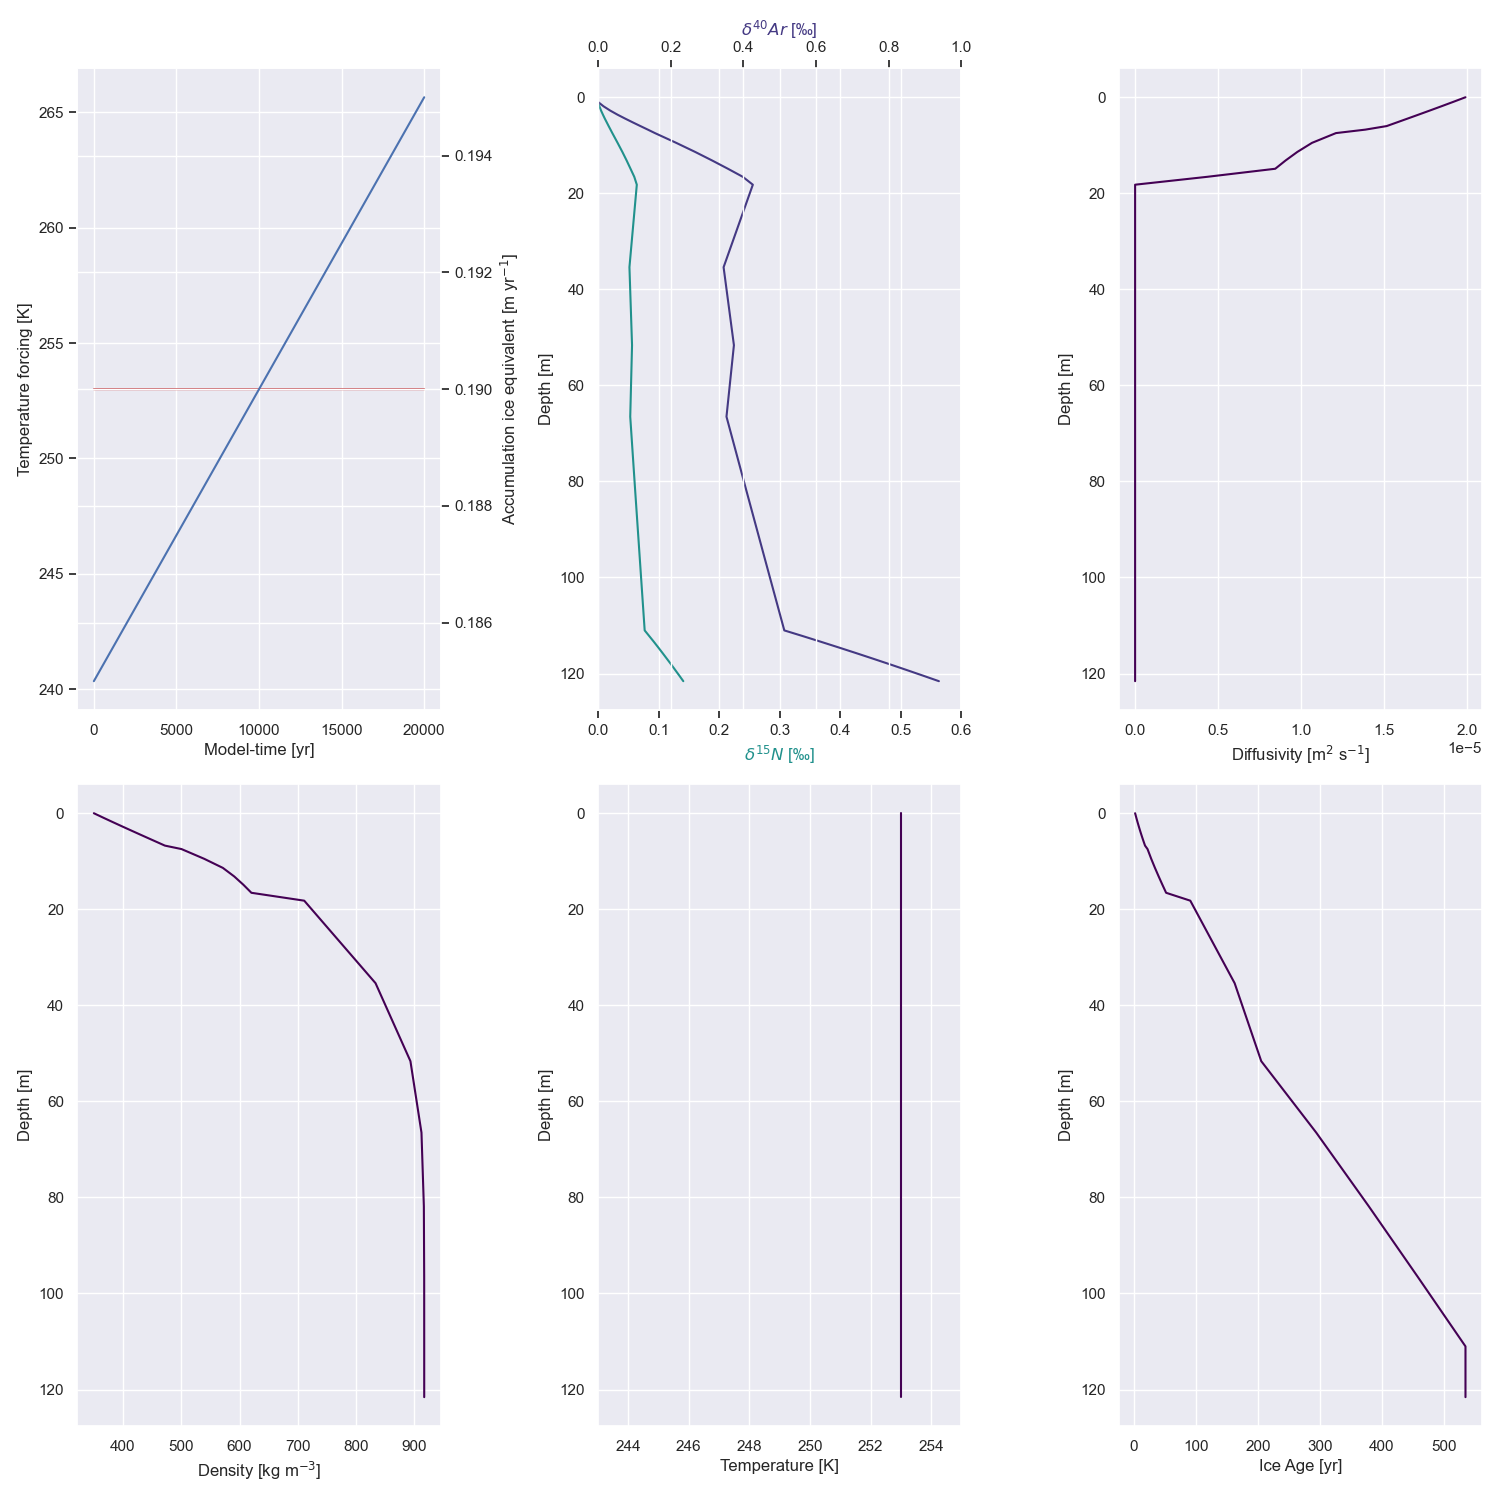 δ⁴⁰Ar [‰]
0.0 0.2 0.4 0.6 0.8 1.0
265
260
255
250
245
240
Temperature forcing [K]
0.194
0.192
0.190
0.188
0.186
Accumulation ice equivalent [m yr⁻¹]
0 5000 10000 15000 20000
Model-time [yr]
0
20
40
60
80
100
120
Depth [m]
0.0 0.1 0.2 0.3 0.4 0.5 0.6
δ¹⁵N [‰]
0
20
40
60
80
100
120
Depth [m]
0.0 0.5 1.0 1.5 2.0
1e−5
Diffusivity [m² s⁻¹]
0
20
40
60
80
100
120
Depth [m]
400 500 600 700 800 900
Density [kg m⁻³]
0
20
40
60
80
100
120
Depth [m]
244 246 248 250 252 254
Temperature [K]
0
20
40
60
80
100
120
Depth [m]
0 100 200 300 400 500
Ice Age [yr]